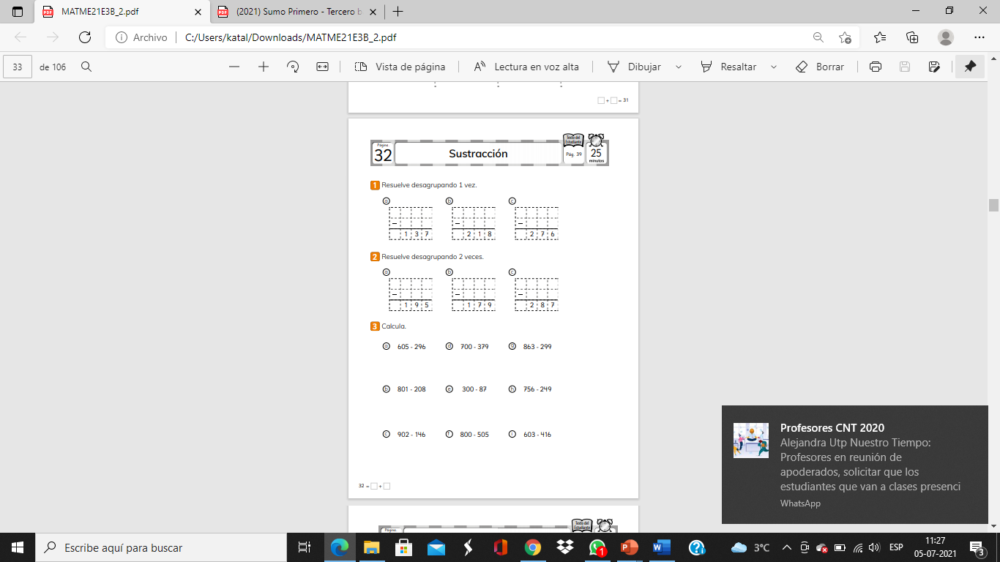 MATME21E3B_2.pdf
(2021) Sumo Primero - Tercero b
Archivo
C:/Users/katal/Downloads/MATME21E3B_2.pdf
33 de 106
Vista de página
Lectura en voz alta
Dibujar
Resaltar
Borrar
+ = 31
Página 32
Sustracción
Texto del Estudiante
Pág. 39
25 minutos
1 Resuelve desagrupando 1 vez.
a b c
− − −
1 3 7 2 1 8 2 7 6
2 Resuelve desagrupando 2 veces.
a b c
− − −
1 9 5 1 7 9 2 8 7
3 Calcula.
a 605 - 296 d 700 - 379 g 863 - 299
b 801 - 208 e 300 - 87 h 756 - 249
c 902 - 146 f 800 - 505 i 603 - 416
32 = +
Página
Texto del Estudiante
Profesores CNT 2020
Alejandra Utp Nuestro Tiempo:
Profesores en reunión de
apoderados, solicitar que los
estudiantes que van a clases presenci
WhatsApp
Escribe aquí para buscar
1
3°C
ESP
11:27
05-07-2021
3